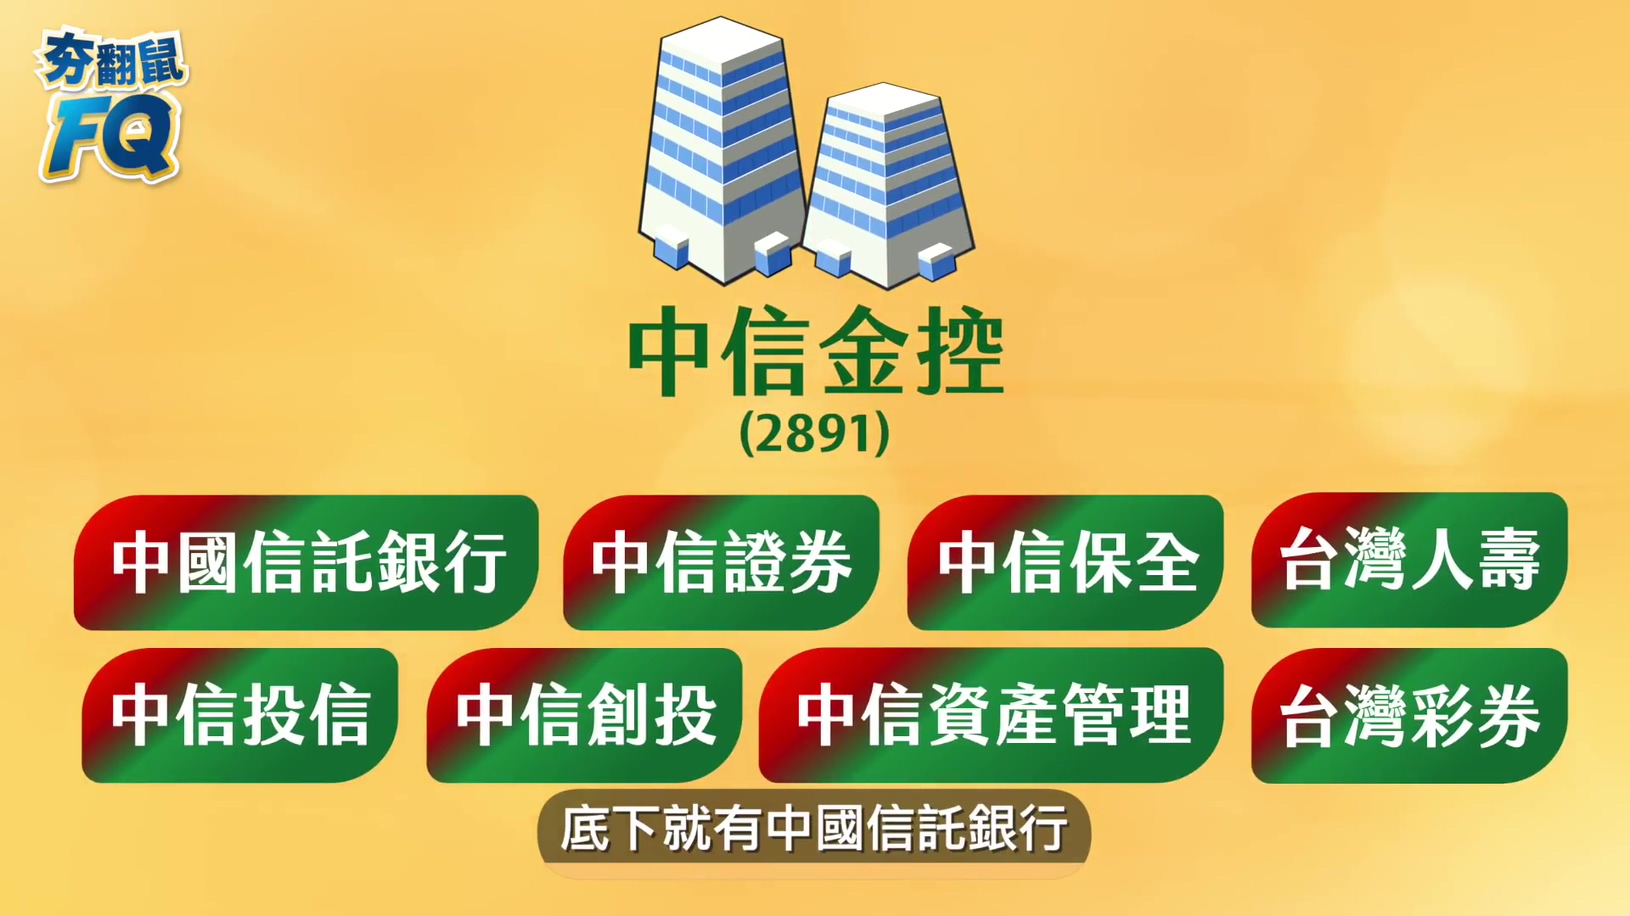 夯翻鼠
FQ
中信金控
(2891)
中國信託銀行
中信證券
中信保全
台灣人壽
中信投信
中信創投
中信資產管理
台灣彩券
底下就有中國信託銀行